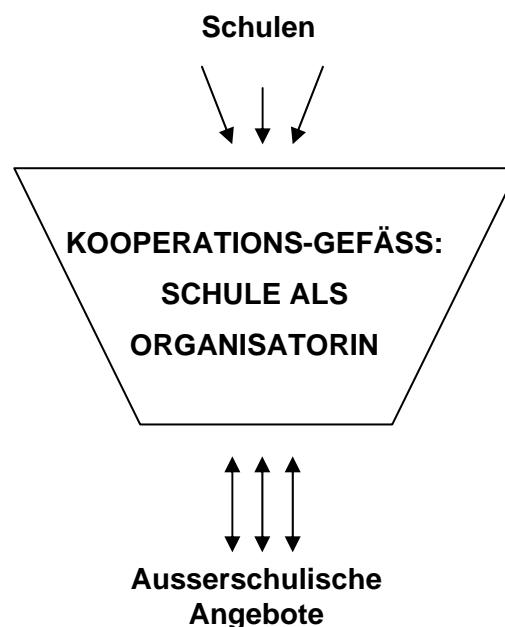 Schulen
KOOPERATIONS-GEFÄSS:
SCHULE ALS
ORGANISATORIN
Ausserschulische
Angebote